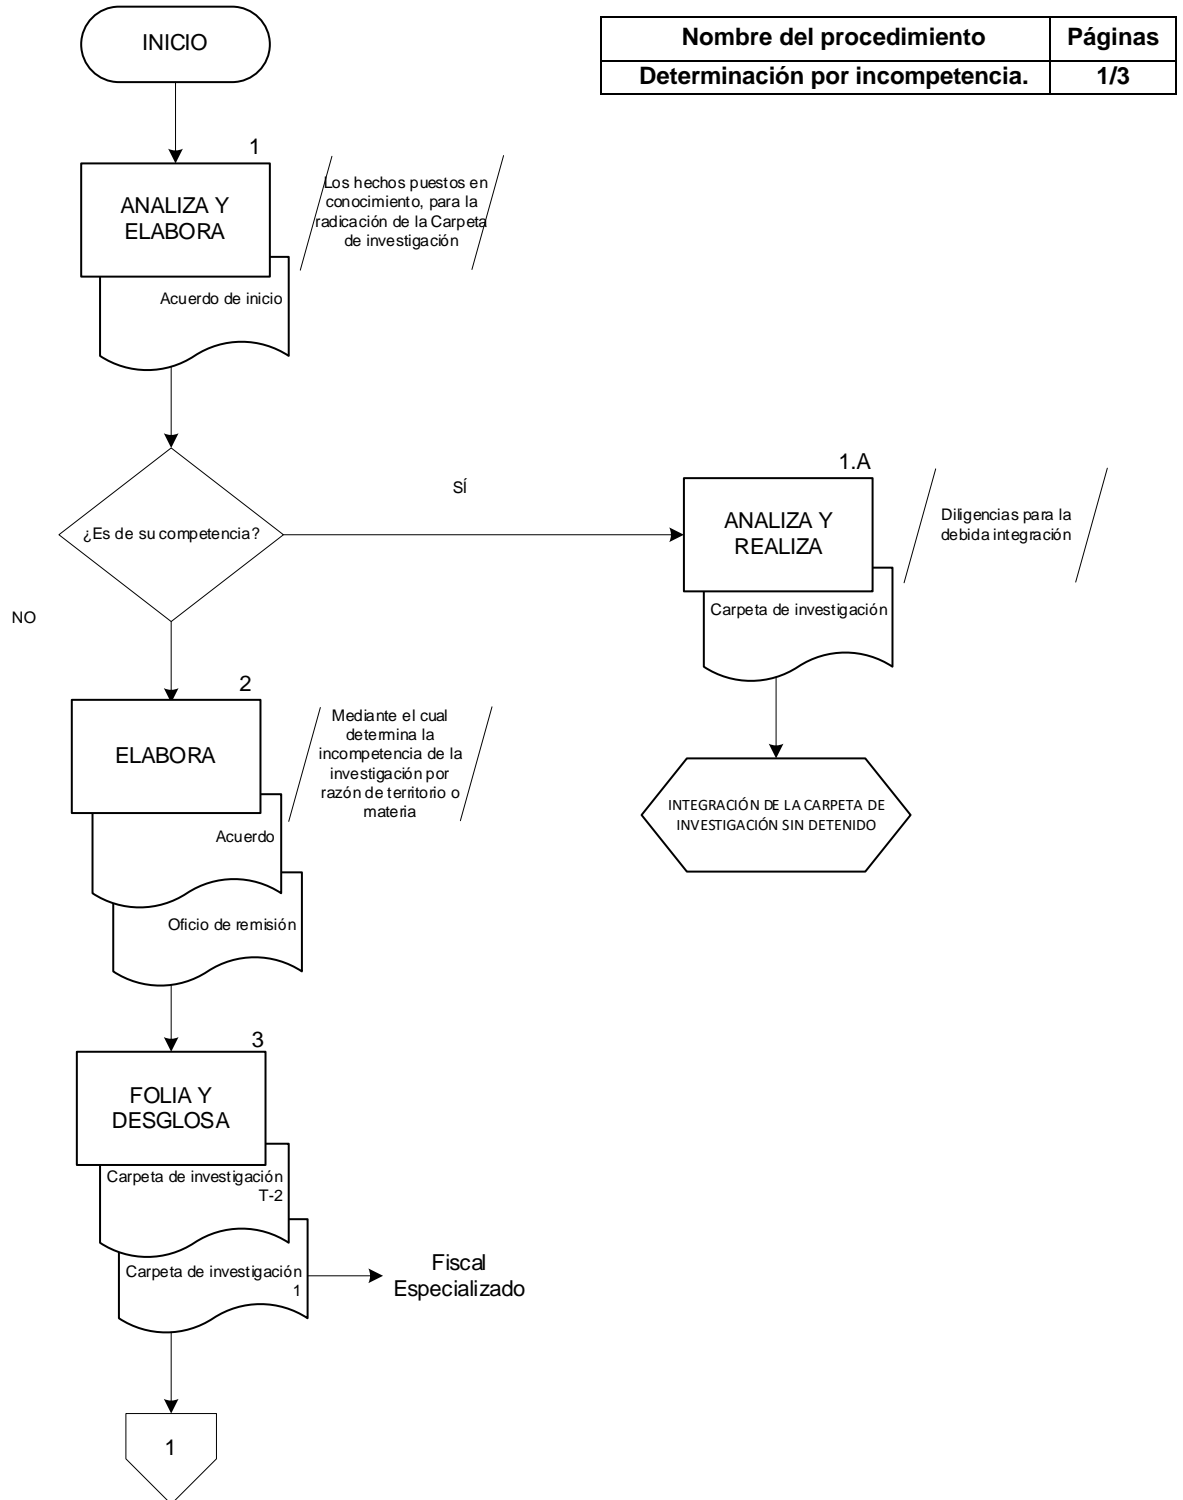 INICIO
Nombre del procedimiento Páginas
Determinación por incompetencia. 1/3
1
ANALIZA Y
ELABORA
Los hechos puestos en
conocimiento, para la
radicación de la Carpeta
de investigación
Acuerdo de inicio
¿Es de su competencia?
SÍ
NO
1.A
ANALIZA Y
REALIZA
Diligencias para la
debida integración
Carpeta de investigación
INTEGRACIÓN DE LA CARPETA DE
INVESTIGACIÓN SIN DETENIDO
2
ELABORA
Mediante el cual
determina la
incompetencia de la
investigación por
razón de territorio o
materia
Acuerdo
Oficio de remisión
3
FOLIA Y
DESGLOSA
Carpeta de investigación
T-2
Carpeta de investigación
1
Fiscal
Especializado
1